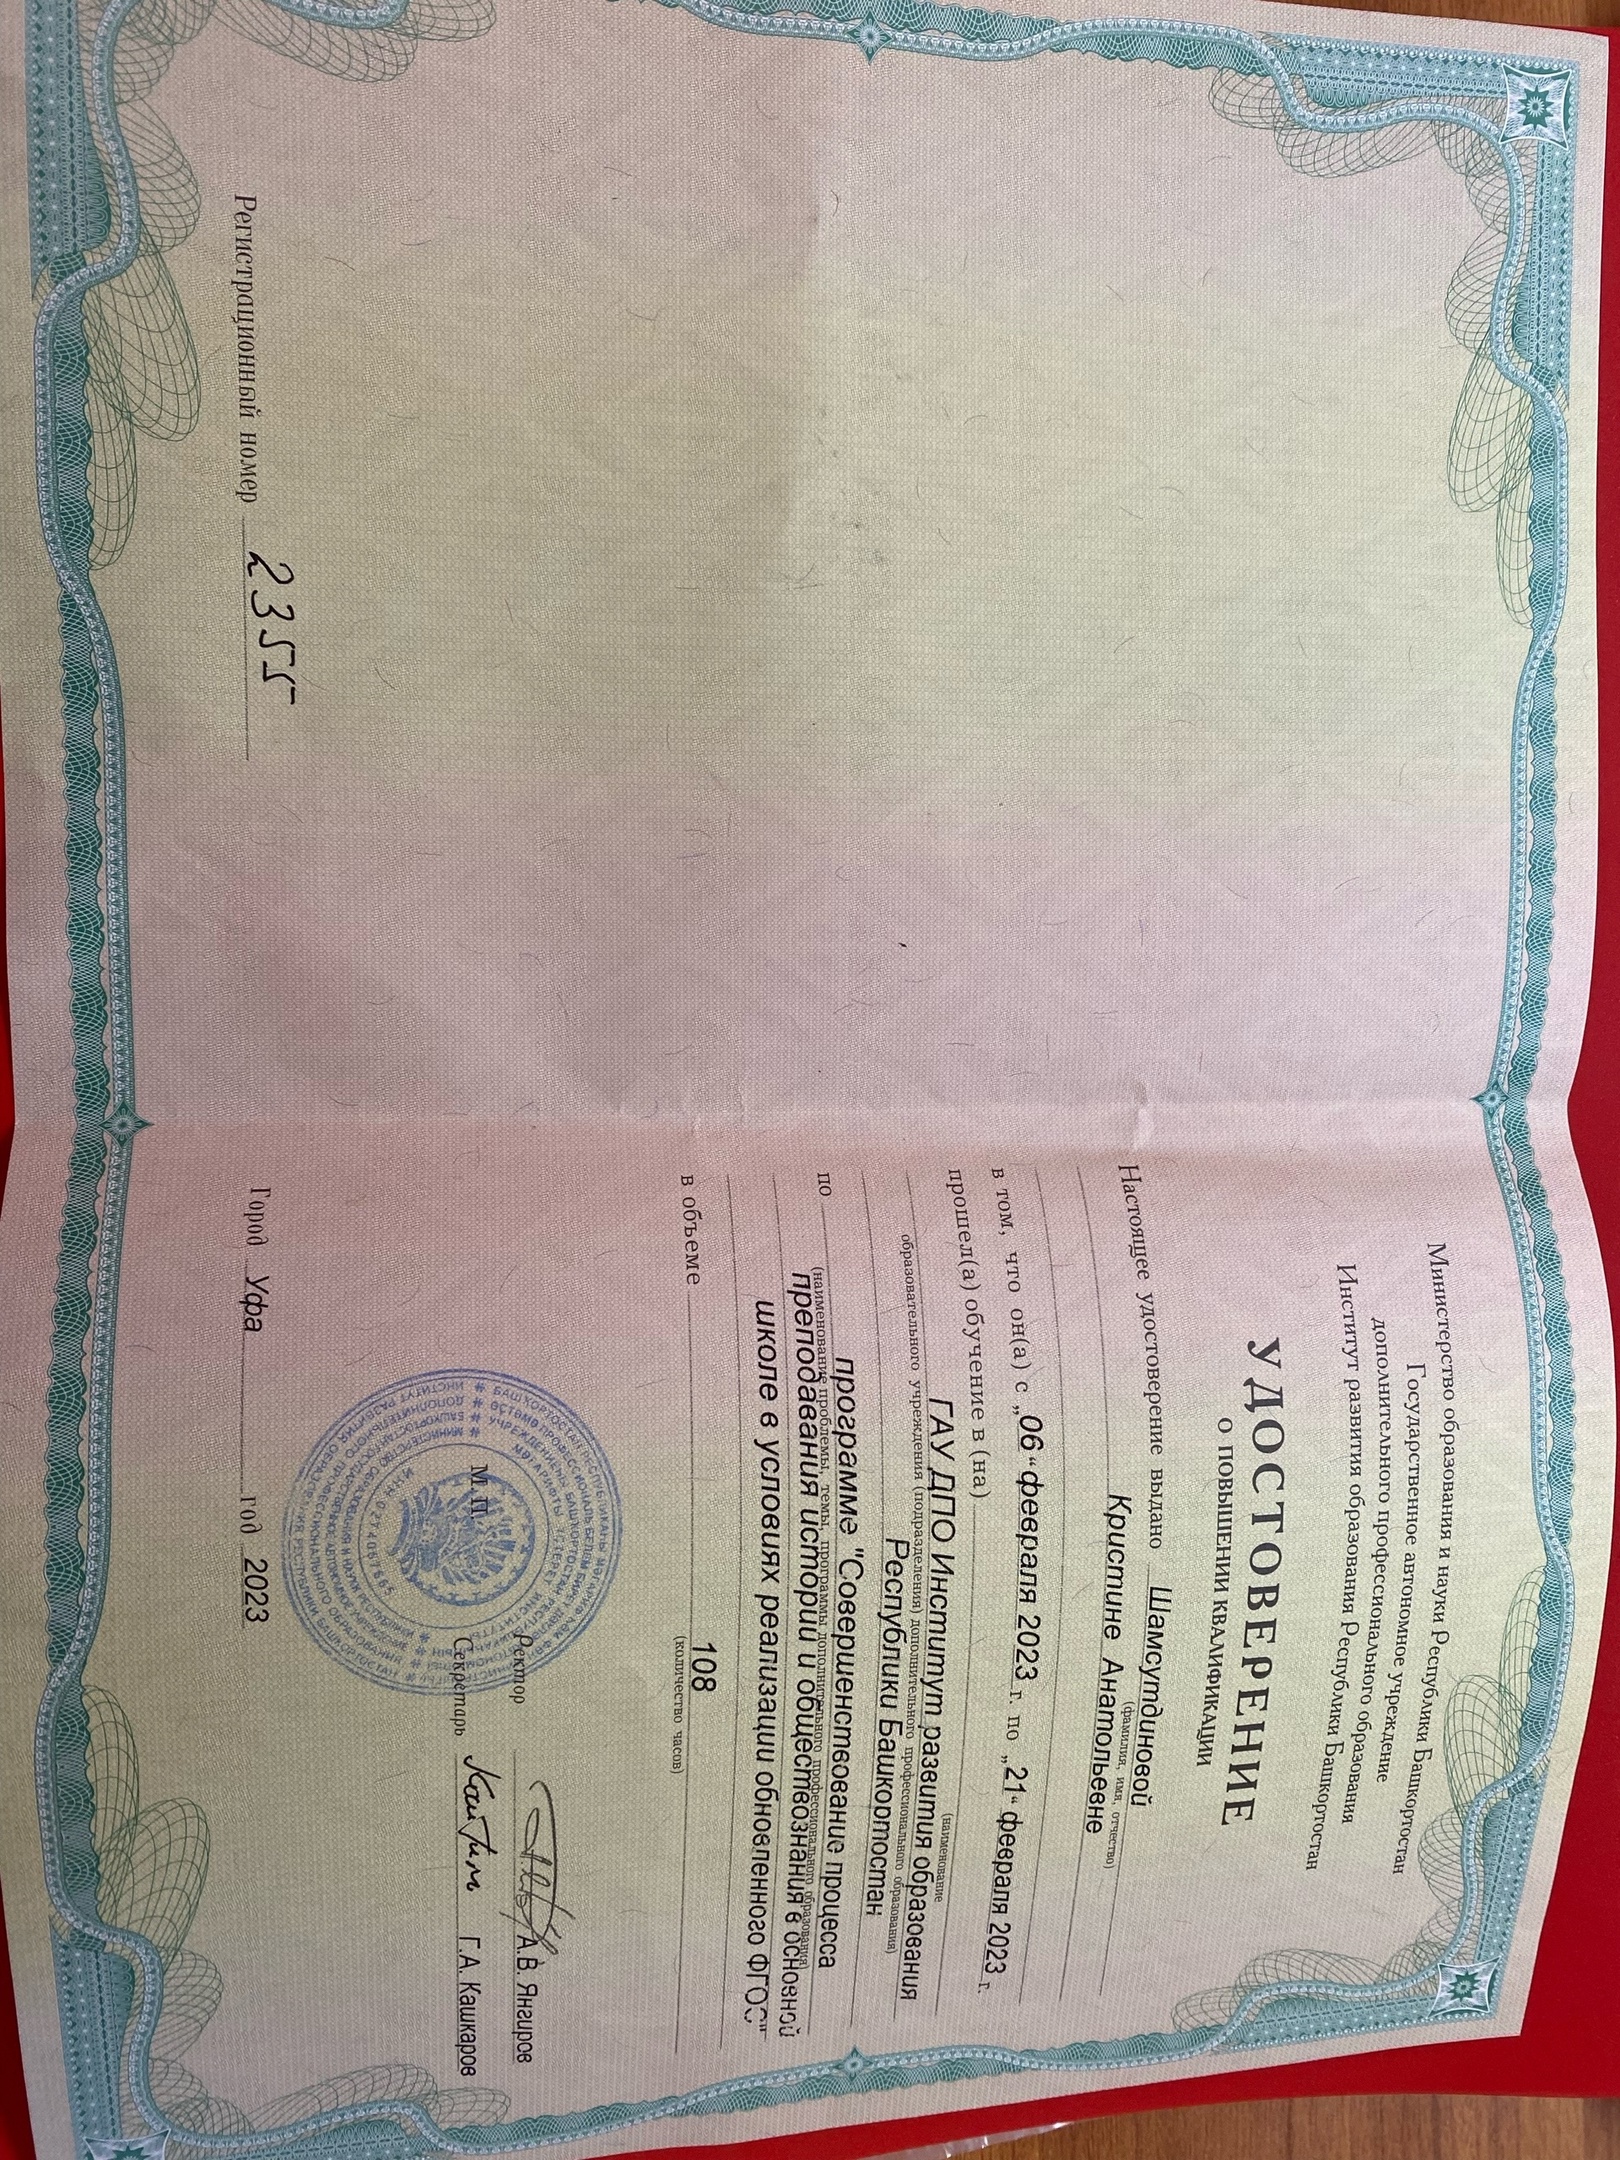 Регистрационный номер 2355
Министерство образования и науки Республики Башкортостан
Государственное автономное учреждение
дополнительного профессионального образования
Институт развития образования Республики Башкортостан
УДОСТОВЕРЕНИЕ
О ПОВЫШЕНИИ КВАЛИФИКАЦИИ
Настоящее удостоверение выдано Шамсутдиновой
(фамилия, имя, отчество)
Кристине Анатольевне
в том, что он(а) с „06“ февраля 2023 г. по „21“ февраля 2023 г.
прошел(а) обучение в (на)
(наименование
ГАУ ДПО Институт развития образования
образовательного учреждения (подразделения) дополнительного профессионального образования)
Республики Башкортостан
по программе "Совершенствование процесса
(наименование проблемы, темы, программы дополнительного профессионального образования)
преподавания истории и обществознания в основной
школе в условиях реализации обновленного ФГОС"
в объеме 108
(количество часов)
М.П.
Ректор А.В. Янгиров
Секретарь Г.А. Кашкаров
Город Уфа год 2023